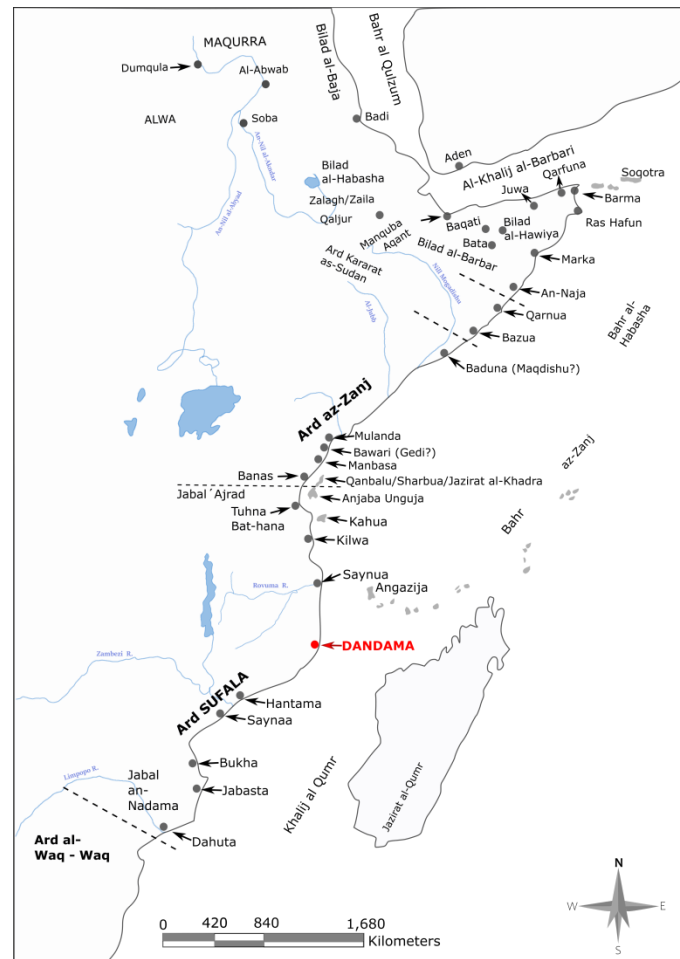 MAQURRA
Dumqula
Al-Abwab
ALWA
Soba
An-Nil al-Abyad
An-Nil al-Akhdar
Bilad al-Baja
Bahr al Qulzum
Badi
Aden
Al-Khalij al-Barbari
Bilad
al-Habasha
Zalagh/Zaila
Qaljur
Manquba
Aqant
Baqati
Juwa
Qarfuna
Soqotra
Barma
Ras Hafun
Bata
Bilad
al-Hawiya
Bilad al-Barbar
Marka
Ard Kararat
as-Sudan
Nill Mogadishu
Al-Jubb
An-Naja
Qarnua
Bazua
Baduna (Maqdishu?)
Bahr al-
Habasha
Ard az-Zanj
Mulanda
Bawari (Gedi?)
Manbasa
Banas
Qanbalu/Sharbua/Jazirat al-Khadra
Jabal´Ajrad
Anjaba Unguja
Tuhna
Bat-hana
Kahua
Kilwa
Bahr
az-Zanj
Saynua
Rovuma R.
Angazija
DANDAMA
Zambezi R.
Ard SUFALA
Hantama
Saynaa
Bukha
Jabasta
Limpopo R.
Jabal
an-
Nadama
Dahuta
Khalij al Qumr
Jazirat al-Qumr
Ard al-
Waq - Waq
N
W
E
S
0 420 840 1,680
Kilometers